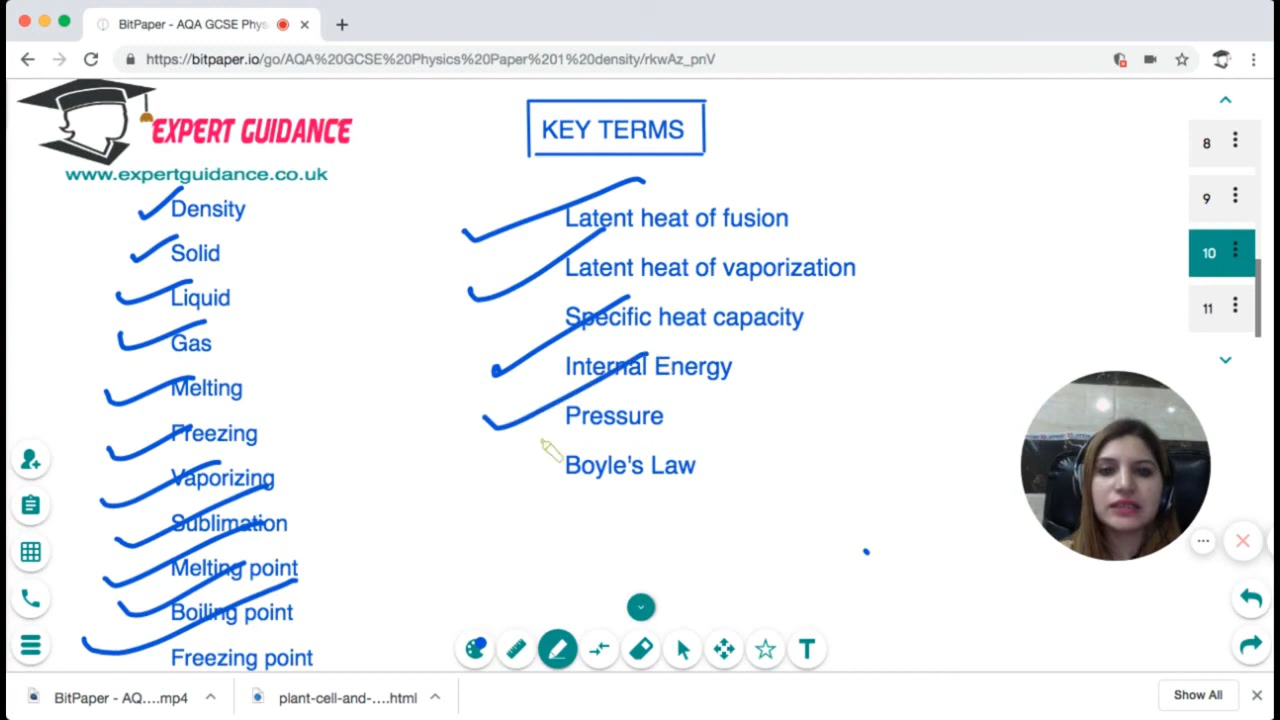 BitPaper - AQA GCSE Phys
https://bitpaper.io/go/AQA%20GCSE%20Physics%20Paper%201%20density/rkwAz_pnV
EXPERT GUIDANCE
www.expertguidance.co.uk
KEY TERMS
Density
Solid
Liquid
Gas
Melting
Freezing
Vaporizing
Sublimation
Melting point
Boiling point
Freezing point
Latent heat of fusion
Latent heat of vaporization
Specific heat capacity
Internal Energy
Pressure
Boyle's Law
8
9
10
11
T
BitPaper - AQ....mp4
plant-cell-and-....html
Show All